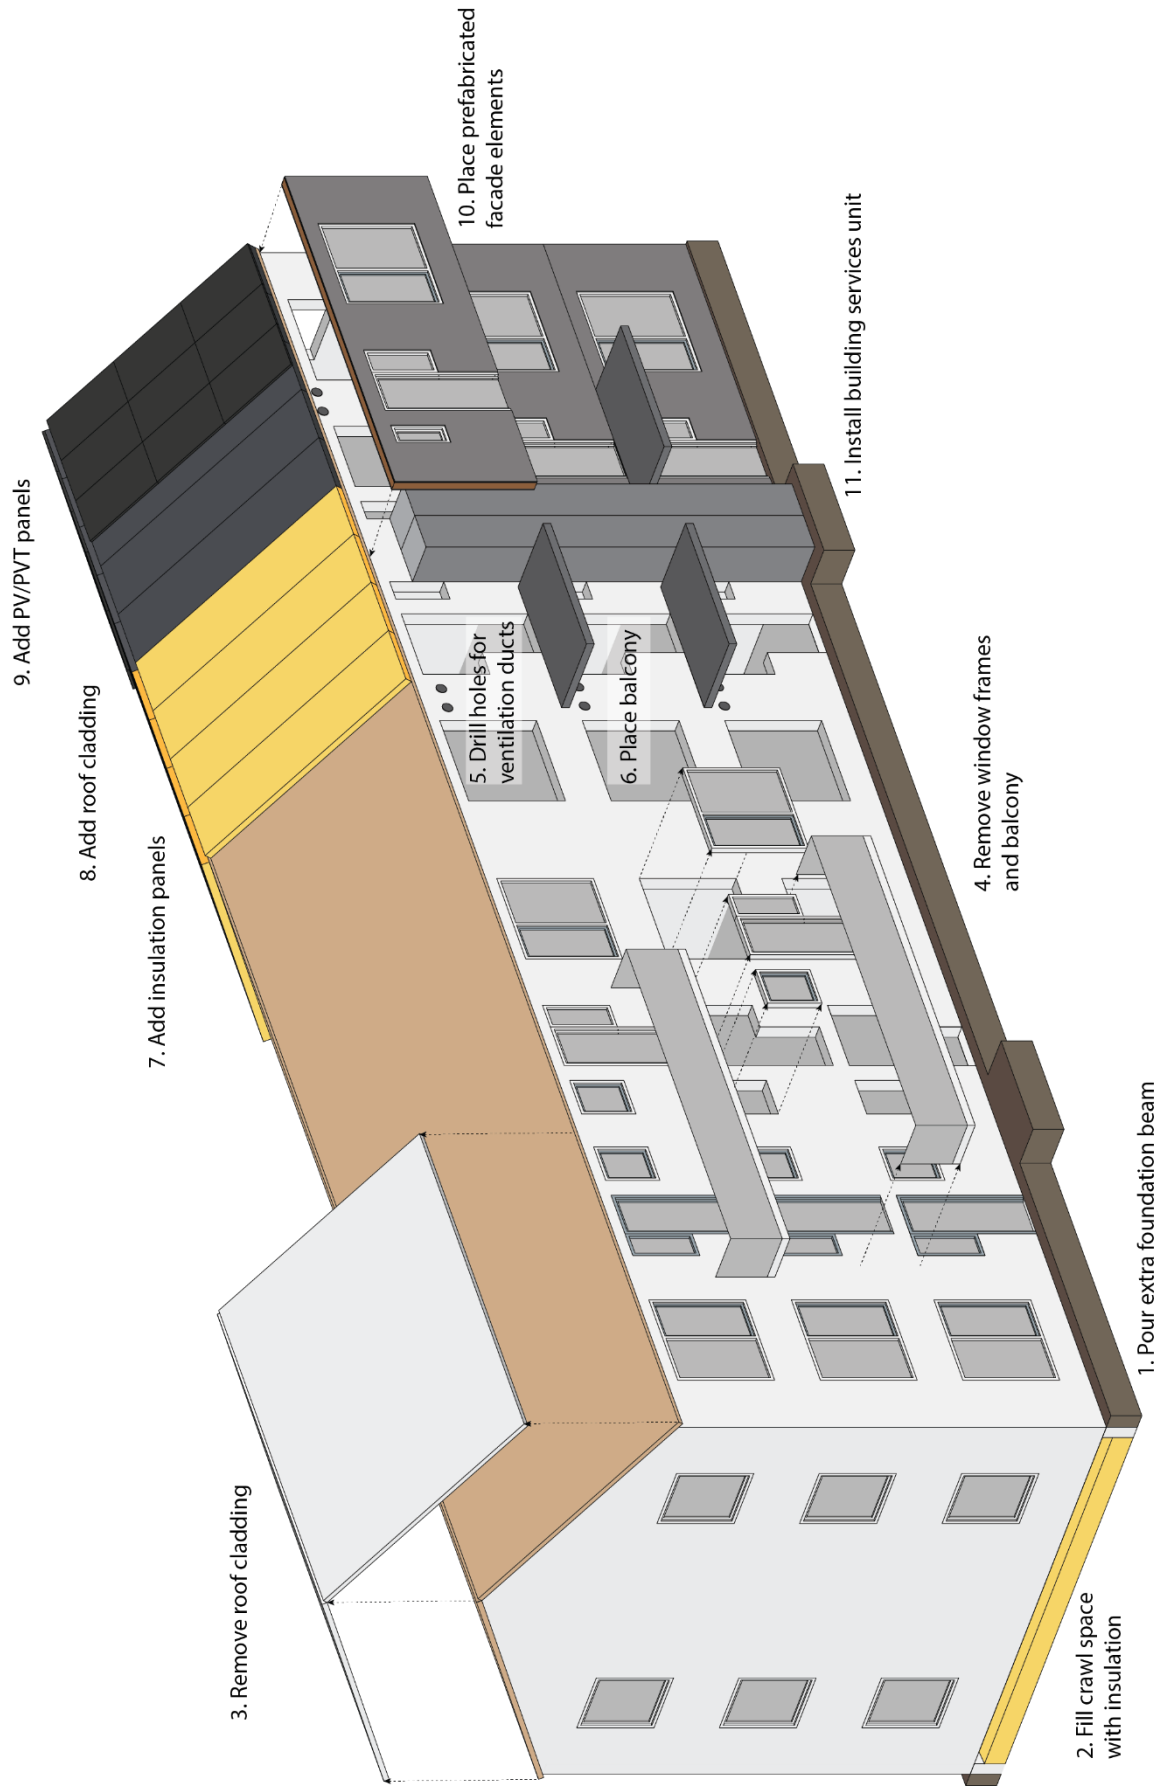 1. Pour extra foundation beam
2. Fill crawl space
with insulation
3. Remove roof cladding
4. Remove window frames
and balcony
5. Drill holes for
ventilation ducts
6. Place balcony
7. Add insulation panels
8. Add roof cladding
9. Add PV/PVT panels
10. Place prefabricated
facade elements
11. Install building services unit